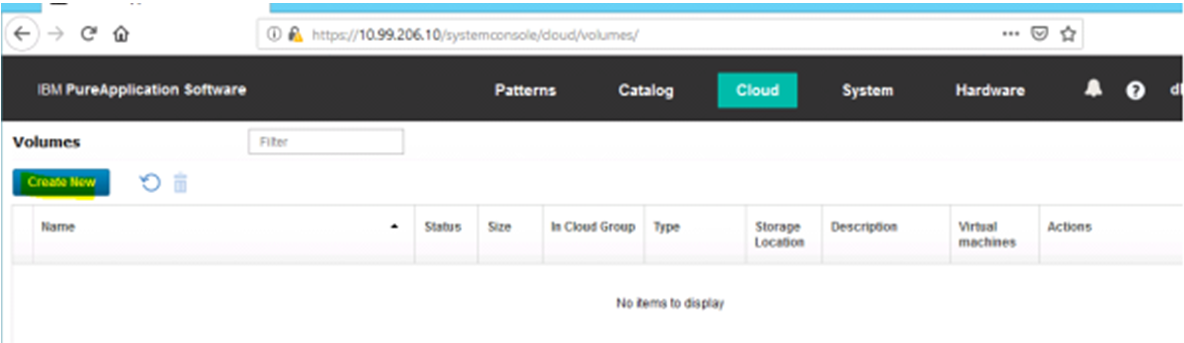 https://10.99.206.10/systemconsole/cloud/volumes/
IBM PureApplication Software Patterns Catalog Cloud System Hardware
Volumes Filter
Create New
Name Status Size In Cloud Group Type Storage Location Description Virtual machines Actions
No items to display